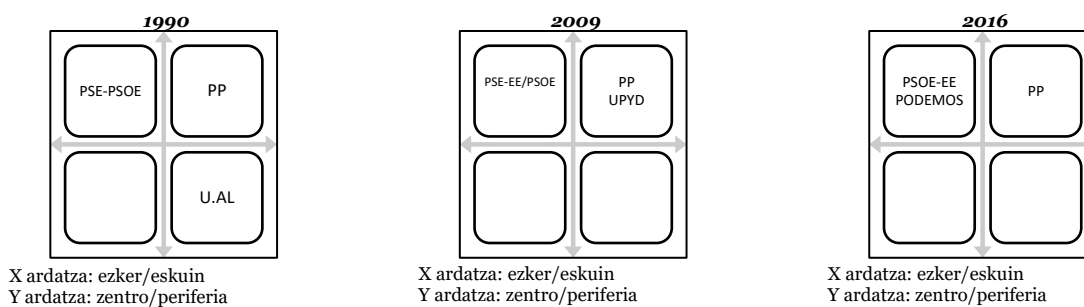 1990
PSE-PSOE
PP
U.AL
X ardatza: ezker/eskuin
Y ardatza: zentro/periferia
2009
PSE-EE/PSOE
PP
UPYD
X ardatza: ezker/eskuin
Y ardatza: zentro/periferia
2016
PSOE-EE
PODEMOS
PP
X ardatza: ezker/eskuin
Y ardatza: zentro/periferia